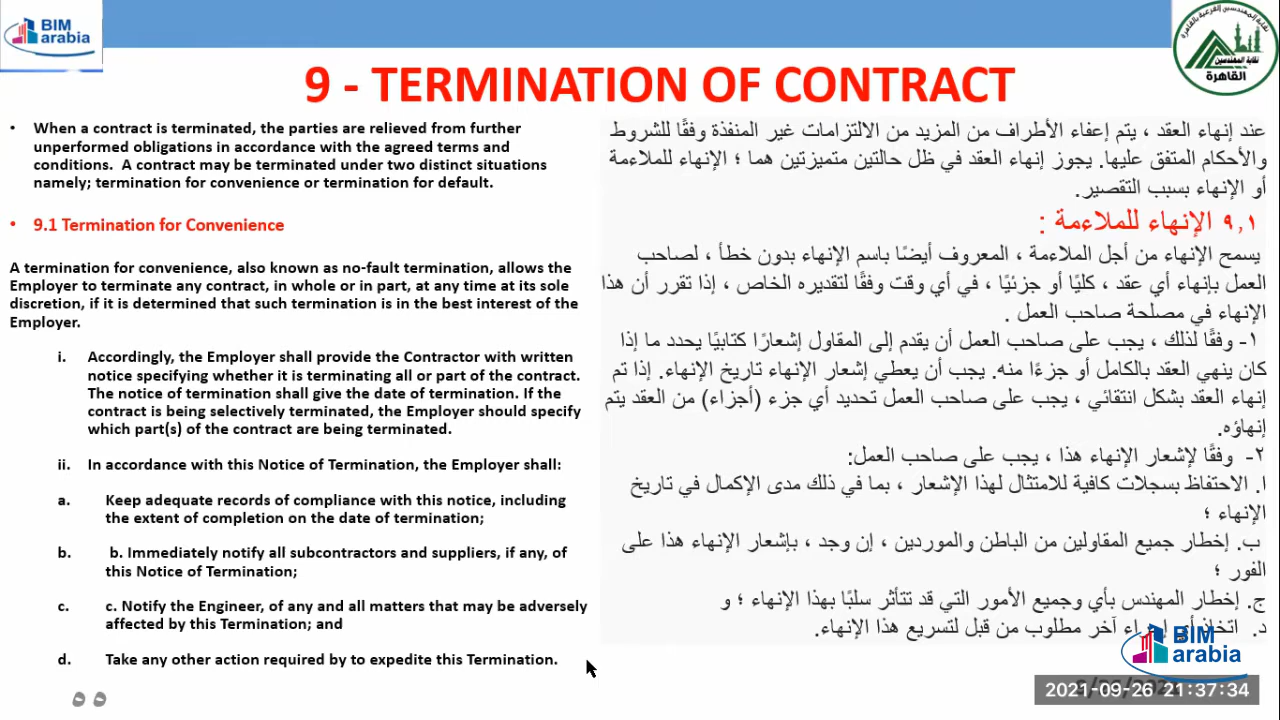 BIM
arabia
نقابة المهندسين الفرعية بالقاهرة
نقابة المهندسين
القاهرة
9 - TERMINATION OF CONTRACT
• When a contract is terminated, the parties are relieved from further
unperformed obligations in accordance with the agreed terms and
conditions. A contract may be terminated under two distinct situations
namely; termination for convenience or termination for default.
• 9.1 Termination for Convenience
A termination for convenience, also known as no-fault termination, allows the
Employer to terminate any contract, in whole or in part, at any time at its sole
discretion, if it is determined that such termination is in the best interest of the
Employer.
i. Accordingly, the Employer shall provide the Contractor with written
notice specifying whether it is terminating all or part of the contract.
The notice of termination shall give the date of termination. If the
contract is being selectively terminated, the Employer should specify
which part(s) of the contract are being terminated.
ii. In accordance with this Notice of Termination, the Employer shall:
a. Keep adequate records of compliance with this notice, including
the extent of completion on the date of termination;
b. b. Immediately notify all subcontractors and suppliers, if any, of
this Notice of Termination;
c. c. Notify the Engineer, of any and all matters that may be adversely
affected by this Termination; and
d. Take any other action required by to expedite this Termination.
عند إنهاء العقد ، يتم إعفاء الأطراف من المزيد من الالتزامات غير المنفذة وفقًا للشروط
والأحكام المتفق عليها. يجوز إنهاء العقد في ظل حالتين متميزتين هما ؛ الإنهاء للملاءمة
أو الإنهاء بسبب التقصير.
٩,١ الإنهاء للملاءمة :
يسمح الإنهاء من أجل الملاءمة ، المعروف أيضًا باسم الإنهاء بدون خطأ ، لصاحب
العمل بإنهاء أي عقد ، كليًا أو جزئيًا ، في أي وقت وفقًا لتقديره الخاص ، إذا تقرر أن هذا
الإنهاء في مصلحة صاحب العمل .
١- وفقًا لذلك ، يجب على صاحب العمل أن يقدم إلى المقاول إشعارًا كتابيًا يحدد ما إذا
كان ينهي العقد بالكامل أو جزءًا منه. يجب أن يعطي إشعار الإنهاء تاريخ الإنهاء. إذا تم
إنهاء العقد بشكل انتقائي ، يجب على صاحب العمل تحديد أي جزء (أجزاء) من العقد يتم
إنهاؤه.
٢- وفقًا لإشعار الإنهاء هذا ، يجب على صاحب العمل:
ا. الاحتفاظ بسجلات كافية للامتثال لهذا الإشعار ، بما في ذلك مدى الإكمال في تاريخ
الإنهاء ؛
ب. إخطار جميع المقاولين من الباطن والموردين ، إن وجد ، بإشعار الإنهاء هذا على
الفور ؛
ج. إخطار المهندس بأي وجميع الأمور التي قد تتأثر سلبًا بهذا الإنهاء ؛ و
د. اتخاذ أي إجراء آخر مطلوب من قبل لتسريع هذا الإنهاء.
BIM
arabia
٥٥
2021-09-26 21:37:34